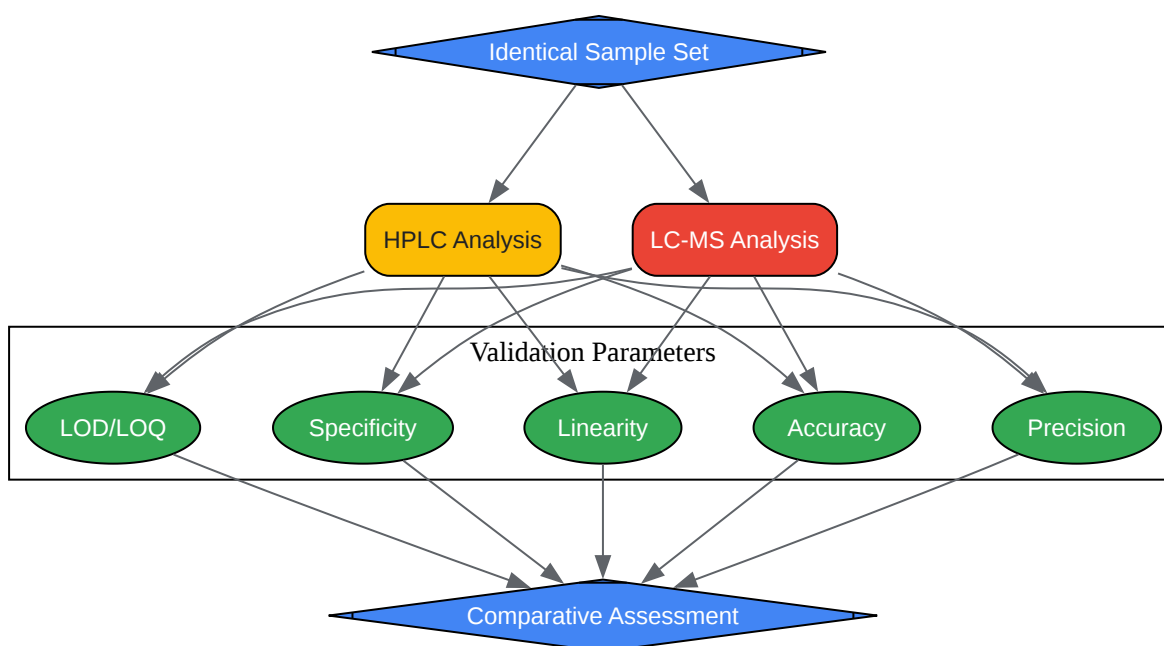 Identical Sample Set
HPLC Analysis
LC-MS Analysis
Validation Parameters
LOD/LOQ
Specificity
Linearity
Accuracy
Precision
Comparative Assessment